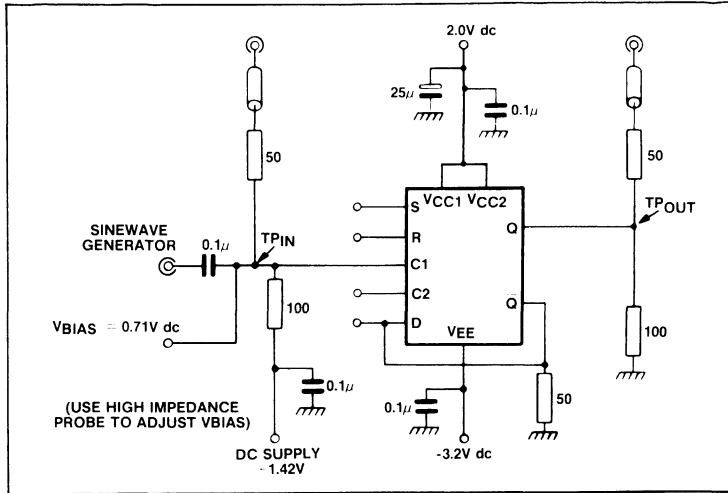 2.0V dc
25μ
0.1μ
50
50
VCC1 VCC2
S
R
C1
C2
D
Q
Q̅
VEE
TPIN
TPOUT
SINEWAVE
GENERATOR
0.1μ
100
100
VBIAS = 0.71V dc
0.1μ
0.1μ
50
(USE HIGH IMPEDANCE
PROBE TO ADJUST VBIAS)
DC SUPPLY
-1.42V
-3.2V dc